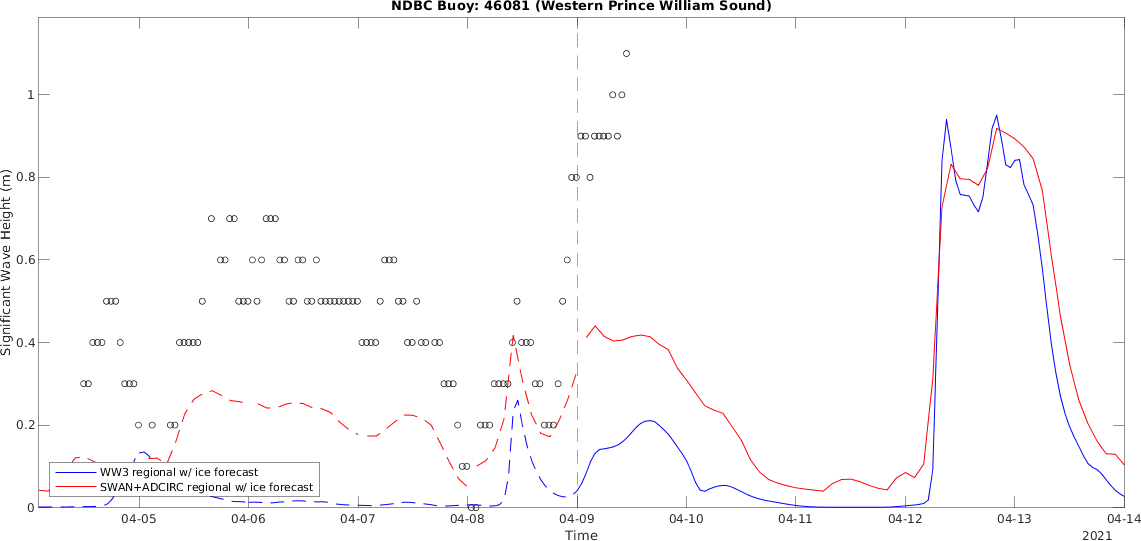 NDBC Buoy: 46081 (Western Prince William Sound)
Significant Wave Height (m)
1
0.8
0.6
0.4
0.2
0
WW3 regional w/ ice forecast
SWAN+ADCIRC regional w/ ice forecast
04-05 04-06 04-07 04-08 04-09 04-10 04-11 04-12 04-13 04-14
Time
2021